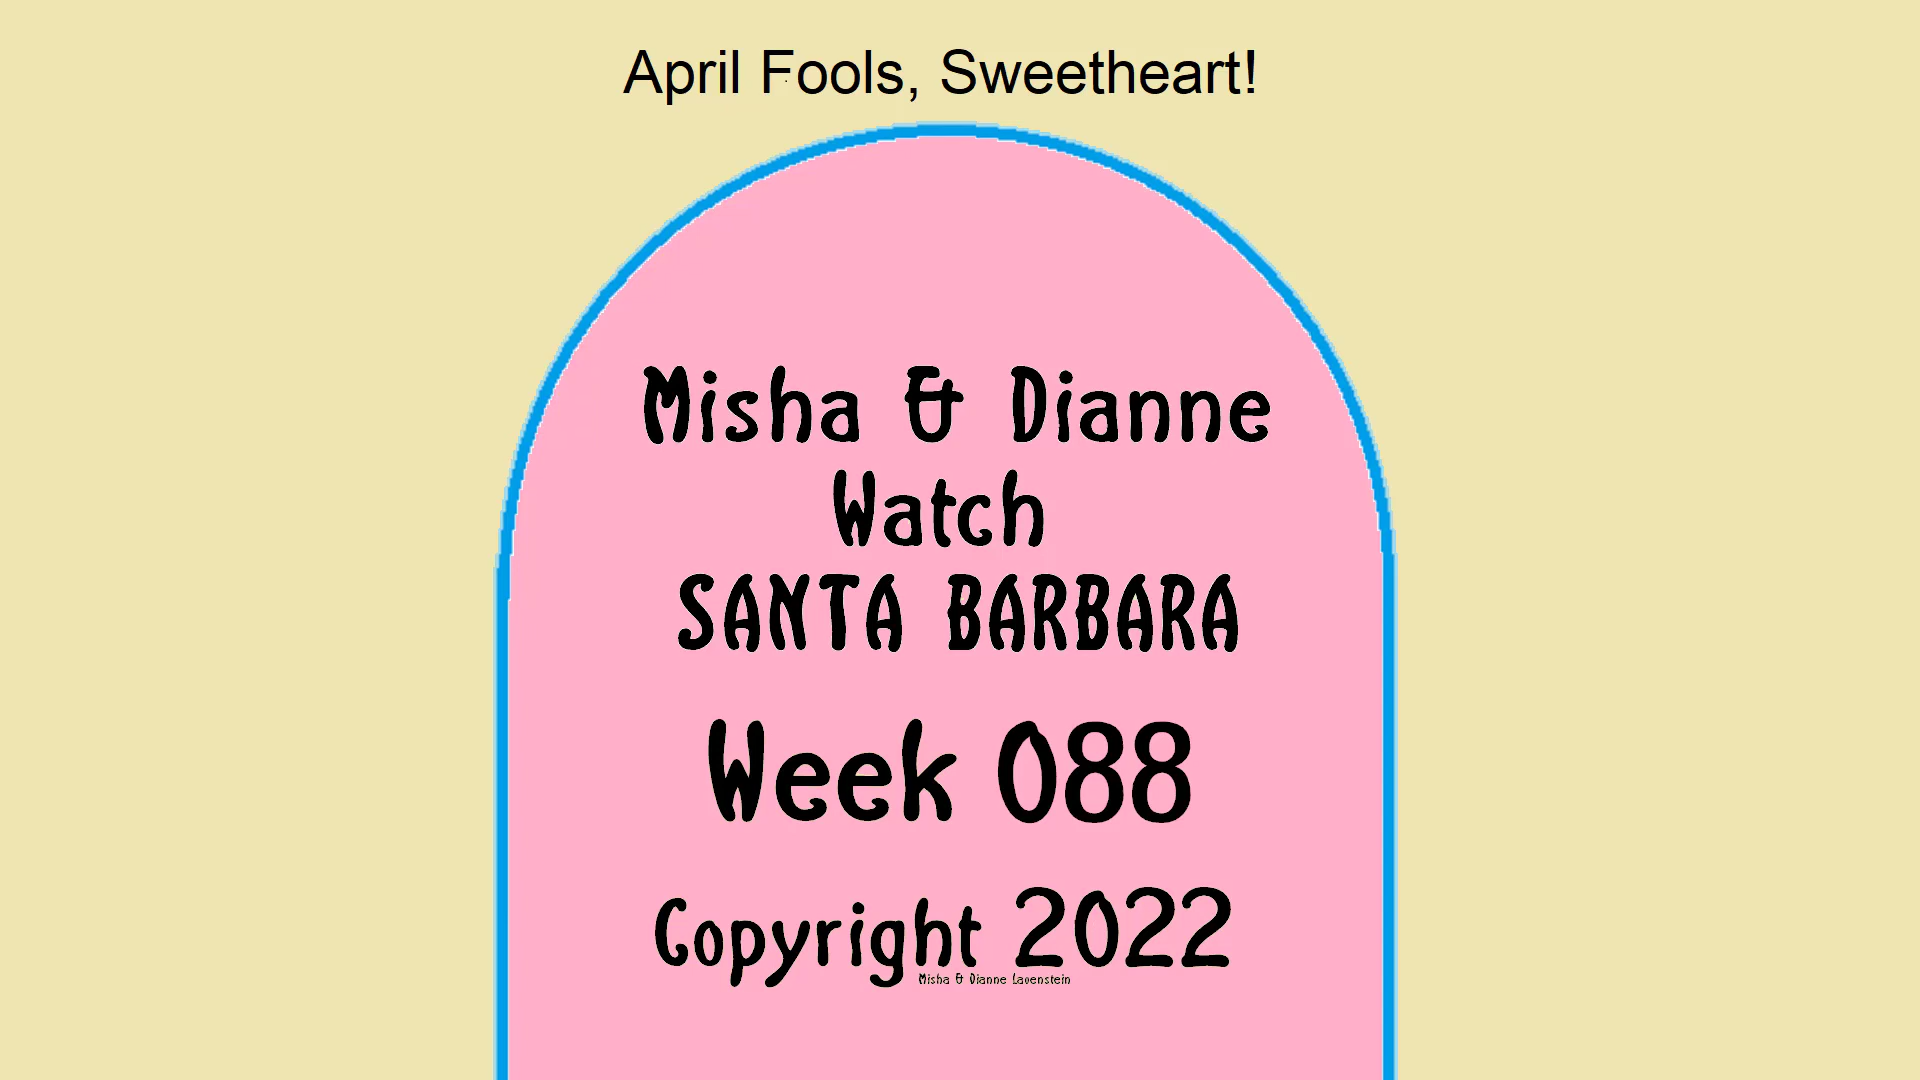 April Fools, Sweetheart!
Misha & Dianne
Watch
SANTA BARBARA
Week 088
Copyright 2022
Misha & Dianne Lavenstein